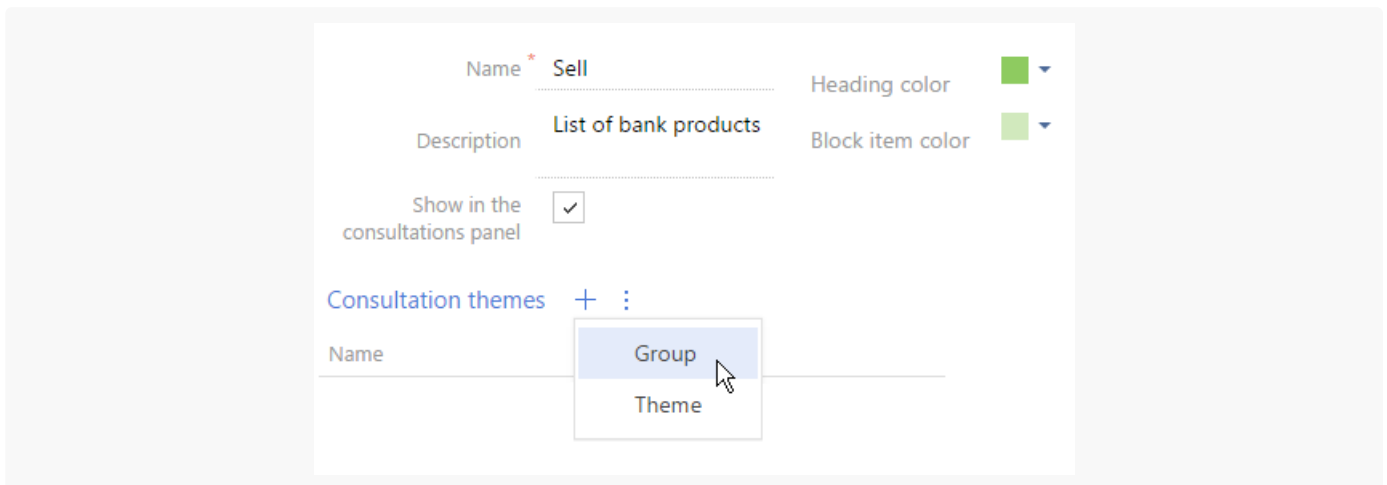 Name * Sell
Heading color
Description List of bank products
Block item color
Show in the
consultations panel
Consultation themes + ⋮
Name
Group
Theme